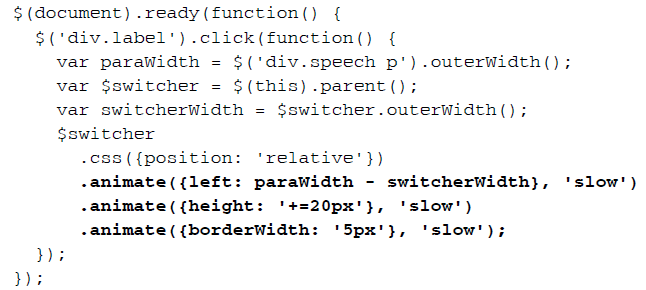 $(document).ready(function() {
  $('div.label').click(function() {
    var paraWidth = $('div.speech p').outerWidth();
    var $switcher = $(this).parent();
    var switcherWidth = $switcher.outerWidth();
    $switcher
      .css({position: 'relative'})
      .animate({left: paraWidth - switcherWidth}, 'slow')
      .animate({height: '+=20px'}, 'slow')
      .animate({borderWidth: '5px'}, 'slow');
  });
});